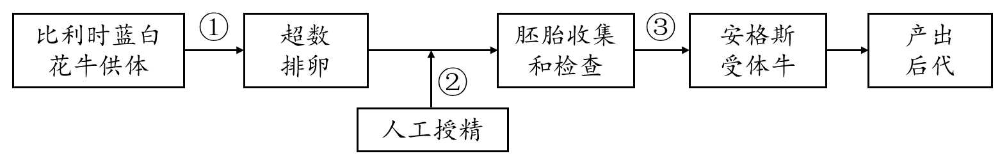 比利时蓝白
花牛供体
①
超数
排卵
②
人工授精
胚胎收集
和检查
③
安格斯
受体牛
产出
后代